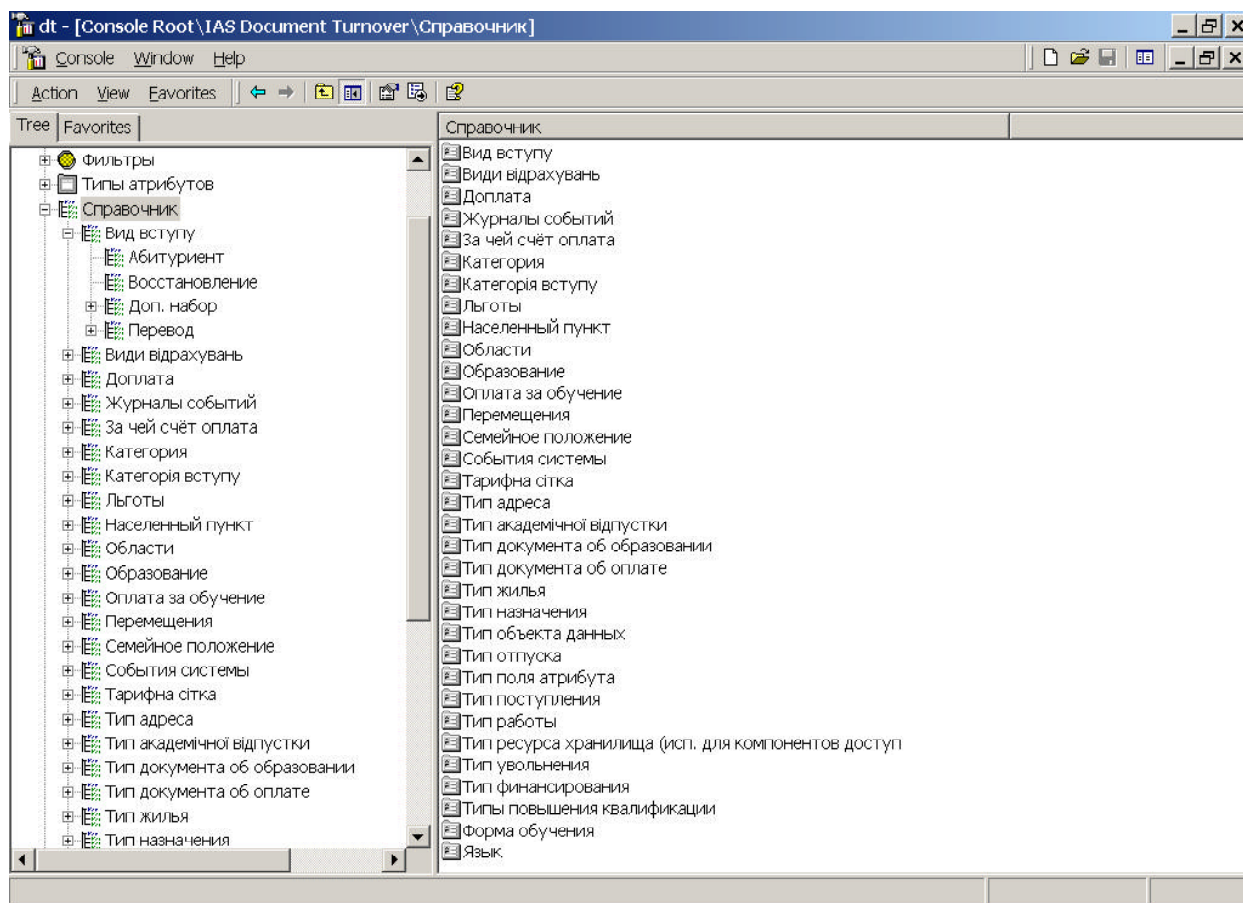 dt - [Console Root\IAS Document Turnover\Справочник]
Console Window Help
Action View Favorites
Tree Favorites
Фильтры
Типы атрибутов
Справочник
Вид вступу
Абитуриент
Восстановление
Доп. набор
Перевод
Види відрахувань
Доплата
Журналы событий
За чей счёт оплата
Категория
Категорія вступу
Льготы
Населенный пункт
Области
Образование
Оплата за обучение
Перемещения
Семейное положение
События системы
Тарифна сітка
Тип адреса
Тип академічної відпустки
Тип документа об образовании
Тип документа об оплате
Тип жилья
Тип назначения
Справочник
Вид вступу
Види відрахувань
Доплата
Журналы событий
За чей счёт оплата
Категория
Категорія вступу
Льготы
Населенный пункт
Области
Образование
Оплата за обучение
Перемещения
Семейное положение
События системы
Тарифна сітка
Тип адреса
Тип академічної відпустки
Тип документа об образовании
Тип документа об оплате
Тип жилья
Тип назначения
Тип объекта данных
Тип отпуска
Тип поля атрибута
Тип поступления
Тип работы
Тип ресурса хранилища (исп. для компонентов доступ
Тип увольнения
Тип финансирования
Типы повышения квалификации
Форма обучения
Язык